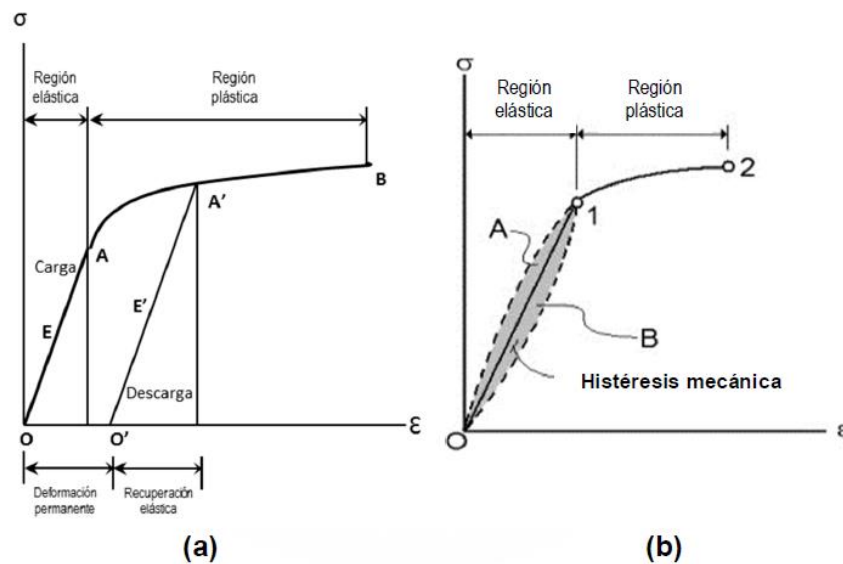 σ
Región
elástica
Región
plástica
B
A'
A
Carga
E'
E
Descarga
O
O'
ε
Deformación
permanente
Recuperación
elástica
(a)
σ
Región
elástica
Región
plástica
2
1
A
B
Histéresis mecánica
O
ε
(b)